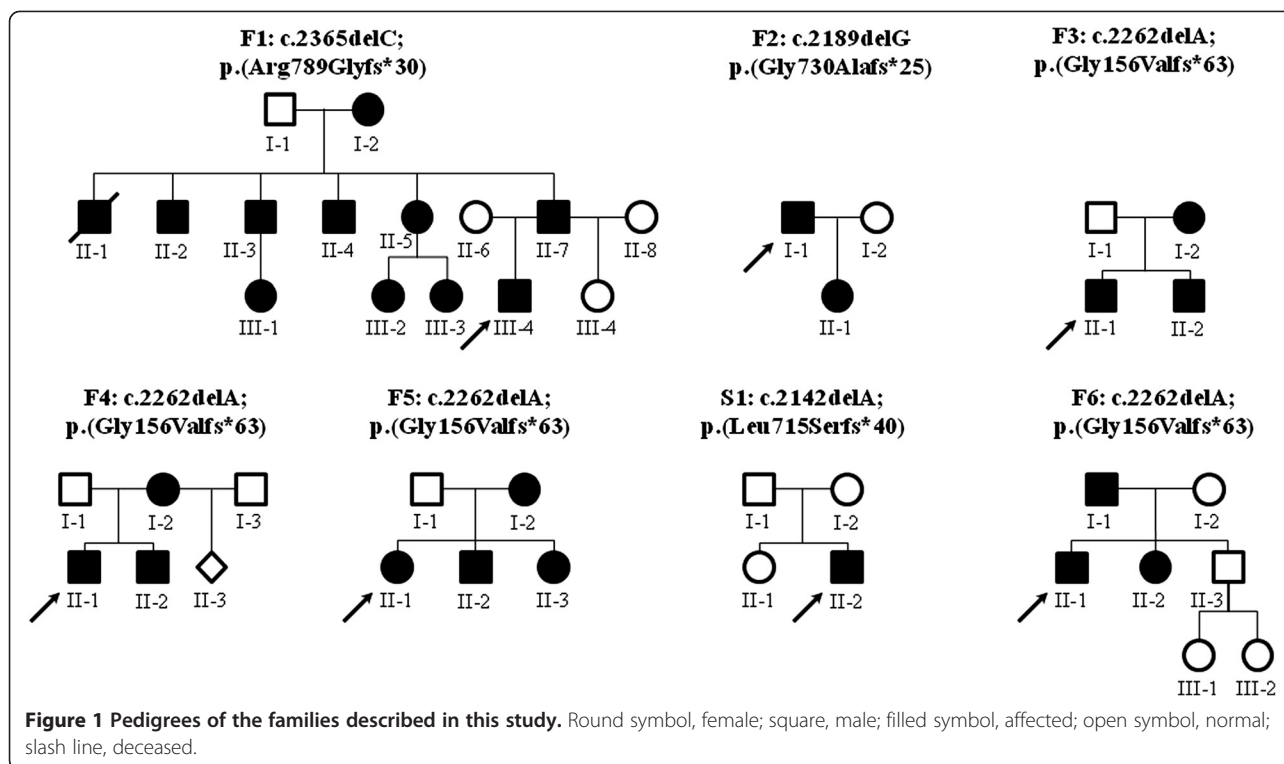 F1: c.2365delC;
p.(Arg789Glyfs*30)
I-1 I-2
II-1 II-2 II-3 II-4 II-5 II-6 II-7 II-8
III-1 III-2 III-3 III-4 III-4
F2: c.2189delG
p.(Gly730Alafs*25)
I-1 I-2
II-1
F3: c.2262delA;
p.(Gly156Valfs*63)
I-1 I-2
II-1 II-2
F4: c.2262delA;
p.(Gly156Valfs*63)
I-1 I-2 I-3
II-1 II-2 II-3
F5: c.2262delA;
p.(Gly156Valfs*63)
I-1 I-2
II-1 II-2 II-3
S1: c.2142delA;
p.(Leu715Serfs*40)
I-1 I-2
II-1 II-2
F6: c.2262delA;
p.(Gly156Valfs*63)
I-1 I-2
II-1 II-2 II-3
III-1 III-2
Figure 1 Pedigrees of the families described in this study. Round symbol, female; square, male; filled symbol, affected; open symbol, normal;
slash line, deceased.